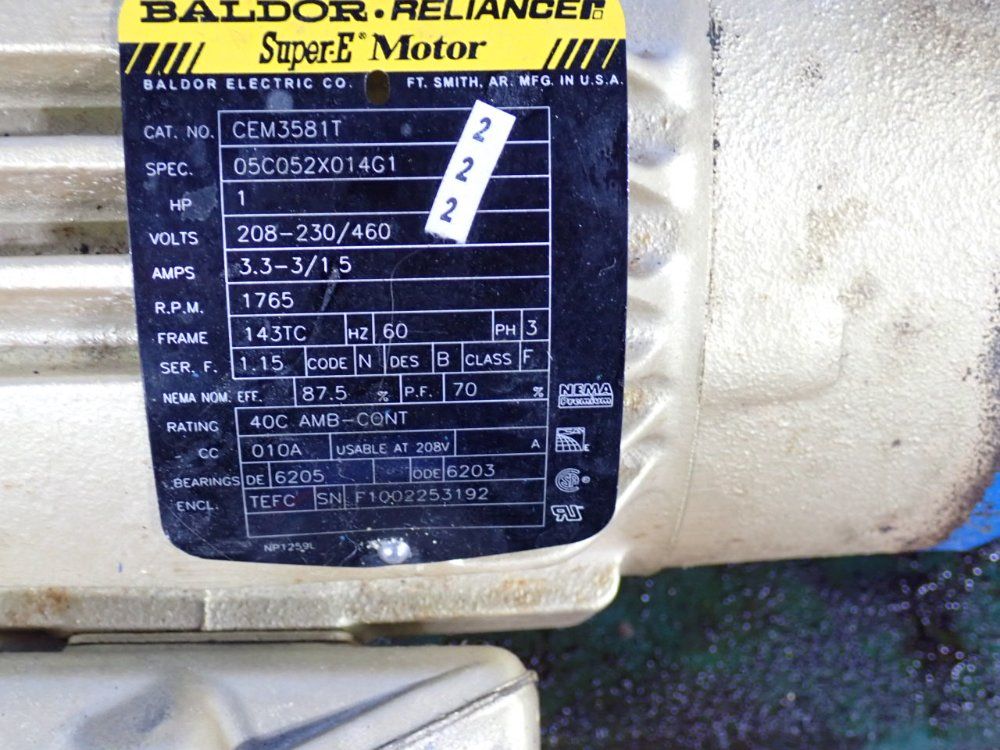 BALDOR • RELIANCER
Super-E® Motor
BALDOR ELECTRIC CO. FT. SMITH, AR. MFG. IN U.S.A.
CAT. NO. CEM3581T
SPEC. 05C052X014G1
HP 1
VOLTS 208-230/460
AMPS 3.3-3/1.5
R.P.M. 1765
FRAME 143TC HZ 60 PH 3
SER. F. 1.15 CODE N DES B CLASS F
NEMA NOM. EFF. 87.5 % P.F. 70 %
RATING 40C AMB-CONT
CC 010A USABLE AT 208V A
BEARINGS DE 6205 ODE 6203
ENCL. TEFC SN F1002253192
NP1259L
2
2
2
NEMA
Premium
E
SP ®